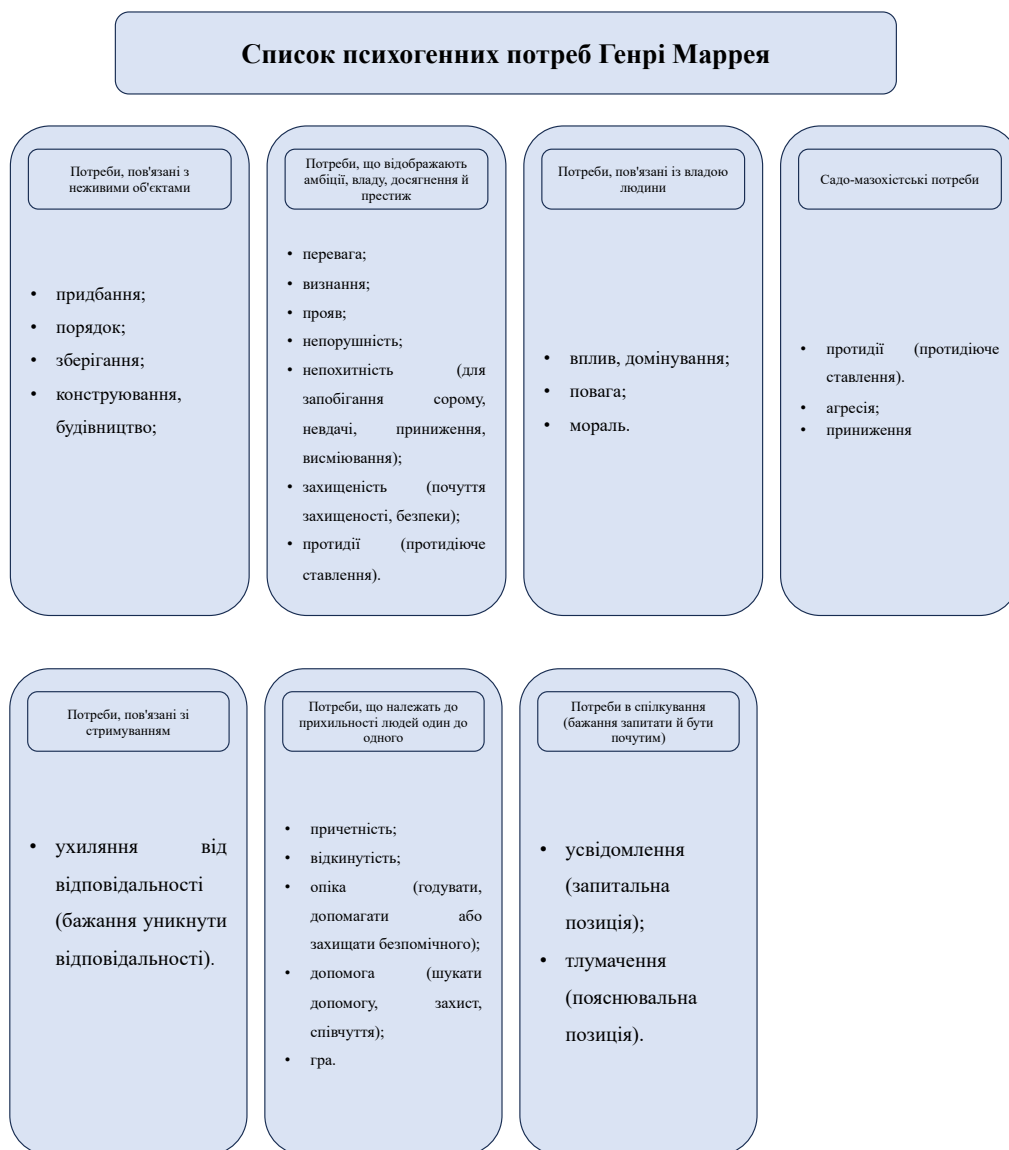 Список психогенних потреб Генрі Маррея
Потреби, пов'язані з
неживими об'єктами
• придбання;
• порядок;
• зберігання;
• конструювання,
будівництво;
Потреби, що відображають
амбіції, владу, досягнення й
престиж
• перевага;
• визнання;
• прояв;
• непорушність;
• непохитність (для
запобігання сорому,
невдачі, приниження,
висміювання);
• захищеність (почуття
захищеності, безпеки);
• протидії (протидіюче
ставлення).
Потреби, пов'язані із владою
людини
• вплив, домінування;
• повага;
• мораль.
Садо-мазохістські потреби
• протидії (протидіюче
ставлення).
• агресія;
• приниження
Потреби, пов'язані зі
стримуванням
• ухиляння від
відповідальності
(бажання уникнути
відповідальності).
Потреби, що належать до
прихильності людей один до
одного
• причетність;
• відкинутість;
• опіка (годувати,
допомагати або
захищати безпомічного);
• допомога (шукати
допомогу, захист,
співчуття);
• гра.
Потреби в спілкування
(бажання запитати й бути
почутим)
• усвідомлення
(запитальна
позиція);
• тлумачення
(пояснювальна
позиція).